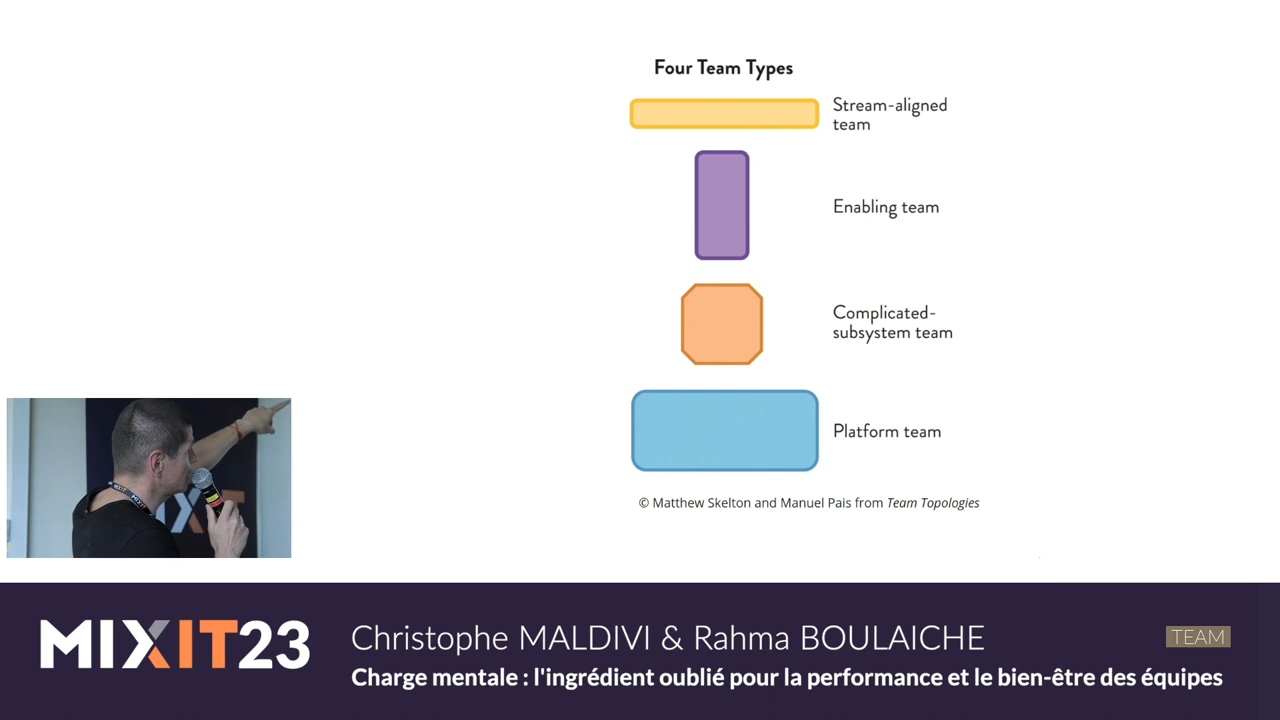 Four Team Types
Stream-aligned
team
Enabling team
Complicated-
subsystem team
Platform team
© Matthew Skelton and Manuel Pais from Team Topologies
MIXIT
MIXIT23
Christophe MALDIVI & Rahma BOULAICHE
TEAM
Charge mentale : l'ingrédient oublié pour la performance et le bien-être des équipes